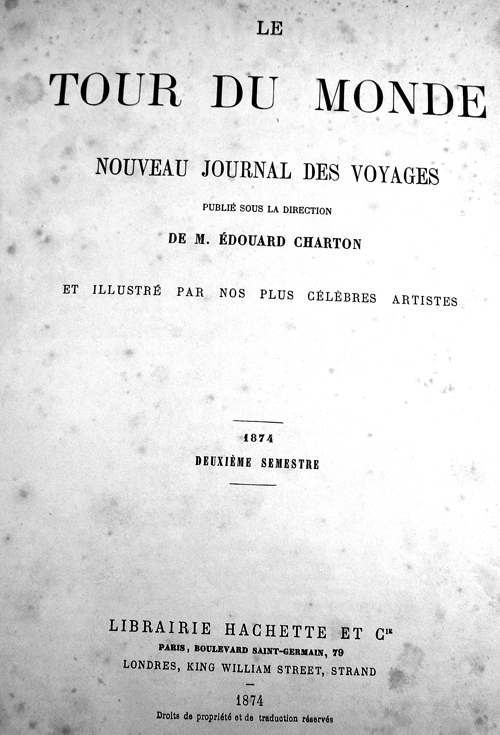 LE
TOUR DU MONDE
NOUVEAU JOURNAL DES VOYAGES
PUBLIÉ SOUS LA DIRECTION
DE M. ÉDOUARD CHARTON
ET ILLUSTRÉ PAR NOS PLUS CÉLÈBRES ARTISTES
1874
DEUXIÈME SEMESTRE
LIBRAIRIE HACHETTE ET Cie
PARIS, BOULEVARD SAINT-GERMAIN, 79
LONDRES, KING WILLIAM STREET, STRAND
1874
Droits de propriété et de traduction réservés